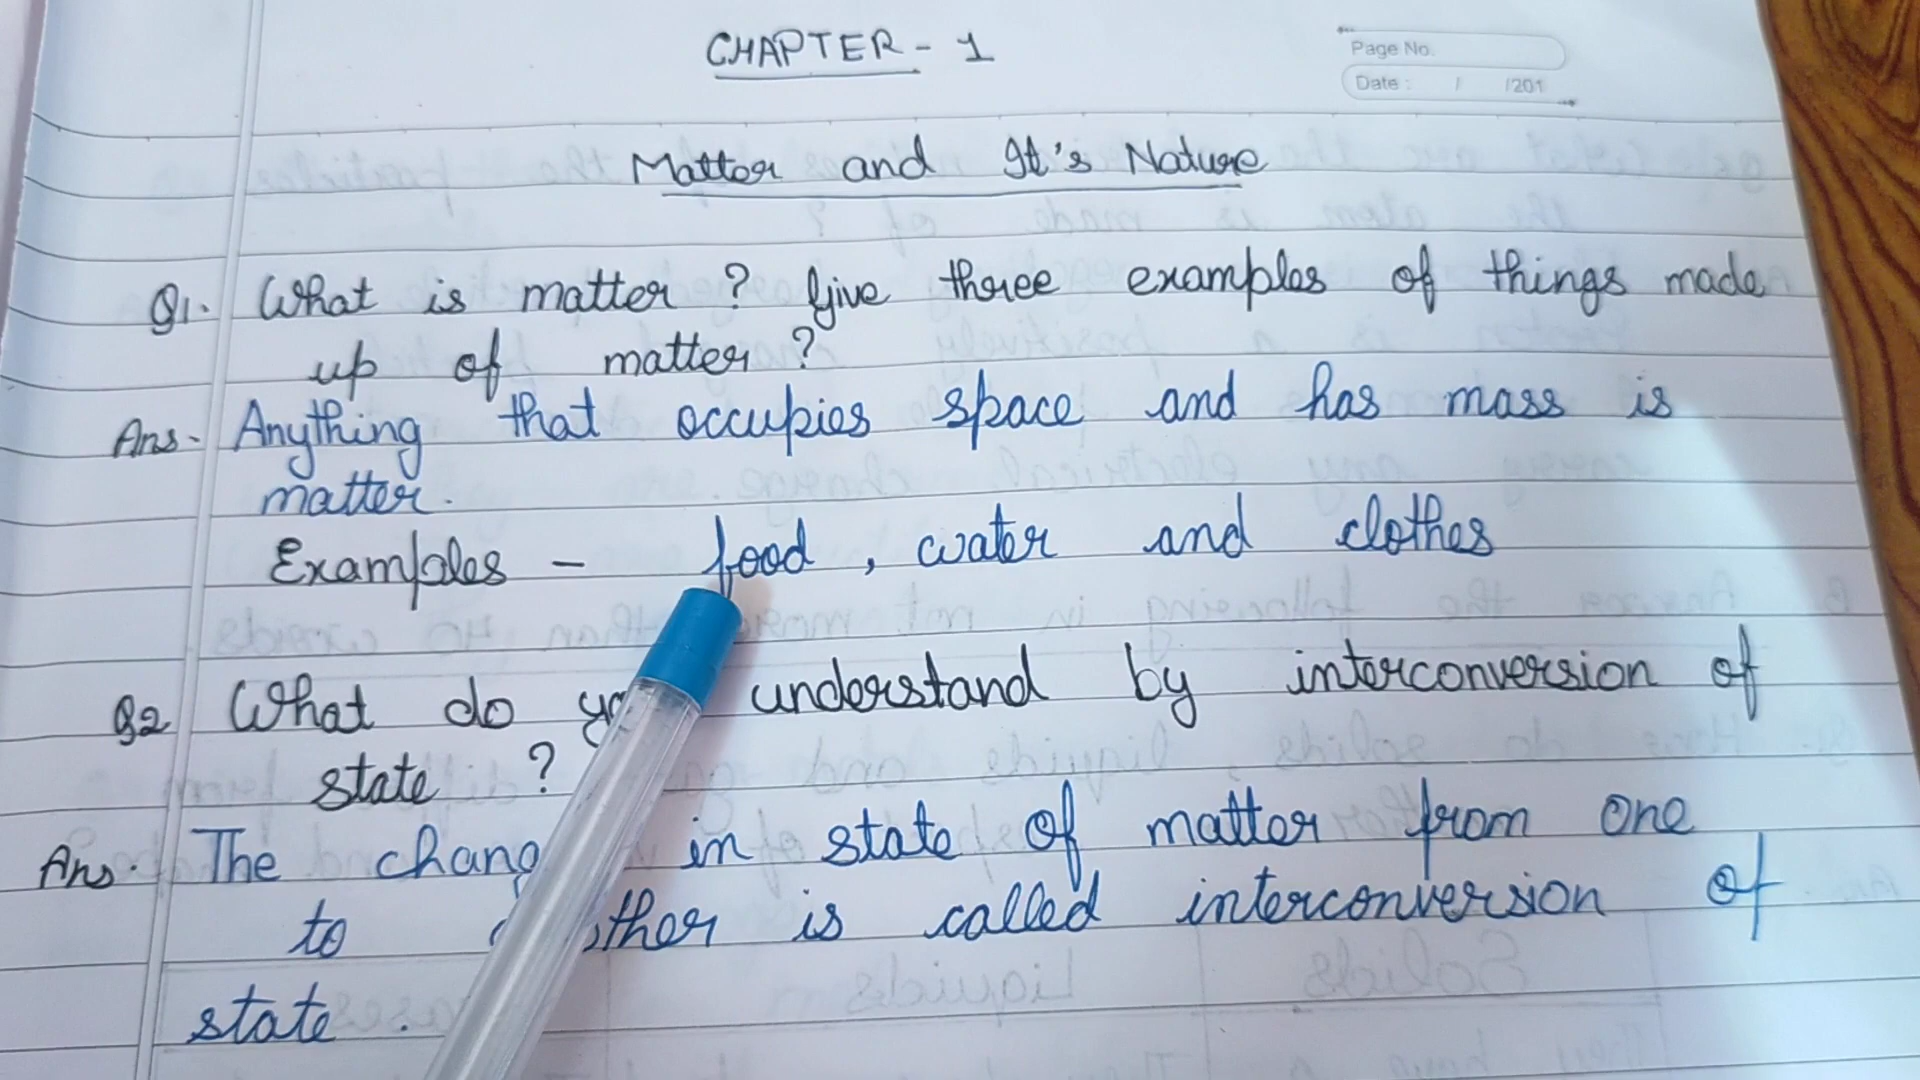 CHAPTER - 1
Page No.
Date : / /201
Matter and It's Nature
Q1. What is matter ? Give three examples of things made
up of matter ?
Ans- Anything that occupies space and has mass is
matter.
Examples - food , water and clothes
Q2 What do you understand by interconversion of
state ?
Ans. The chang in state of matter from one
to other is called interconversion of
state .